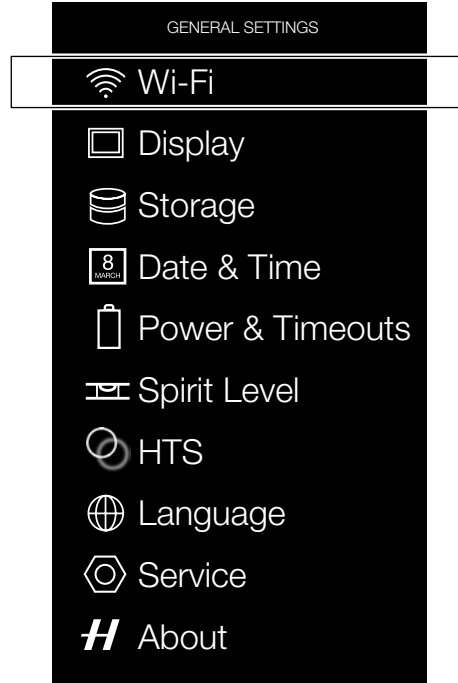 GENERAL SETTINGS
Wi-Fi
Display
Storage
8
MARCH
Date & Time
Power & Timeouts
Spirit Level
HTS
Language
Service
H About